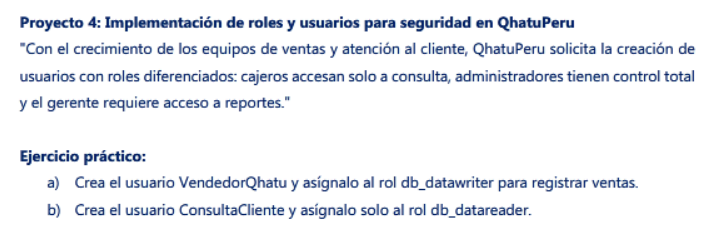 Proyecto 4: Implementación de roles y usuarios para seguridad en QhatuPeru
"Con el crecimiento de los equipos de ventas y atención al cliente, QhatuPeru solicita la creación de
usuarios con roles diferenciados: cajeros accesan solo a consulta, administradores tienen control total
y el gerente requiere acceso a reportes."
Ejercicio práctico:
a) Crea el usuario VendedorQhatu y asígnalo al rol db_datawriter para registrar ventas.
b) Crea el usuario ConsultaCliente y asígnalo solo al rol db_datareader.